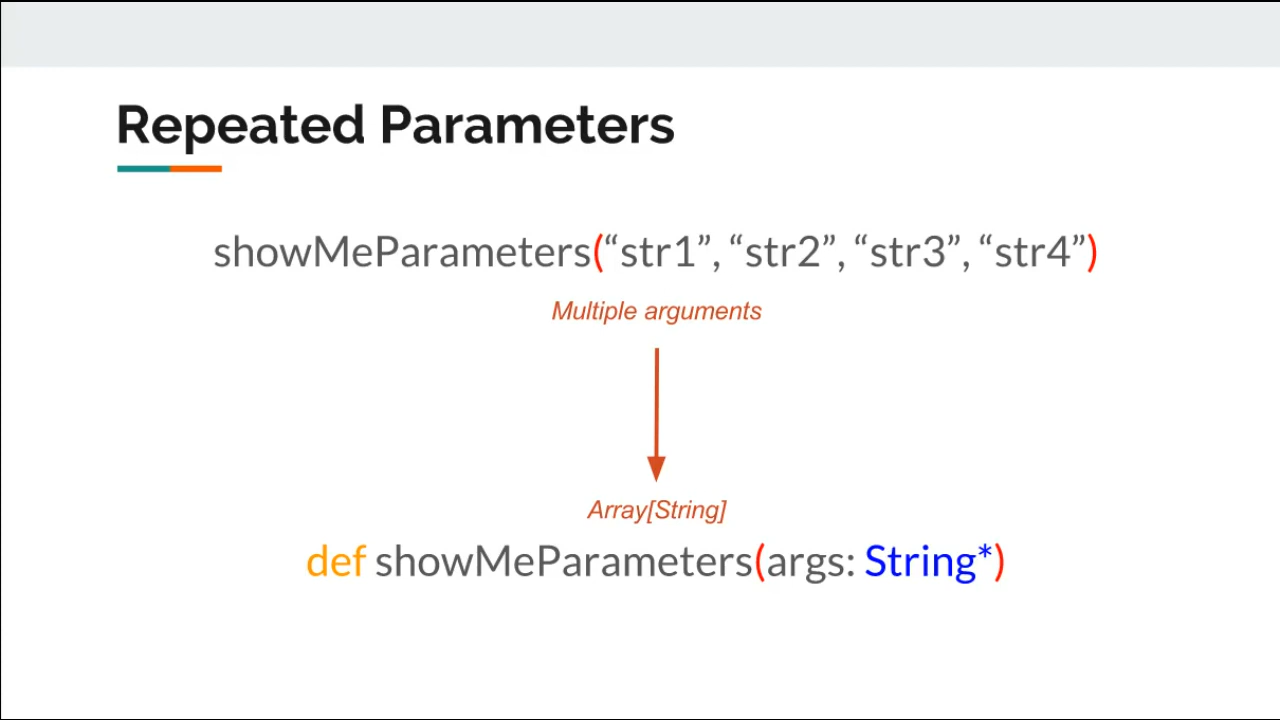 Repeated Parameters
showMeParameters(“str1”, “str2”, “str3”, “str4”)
Multiple arguments
Array[String]
def showMeParameters(args: String*)